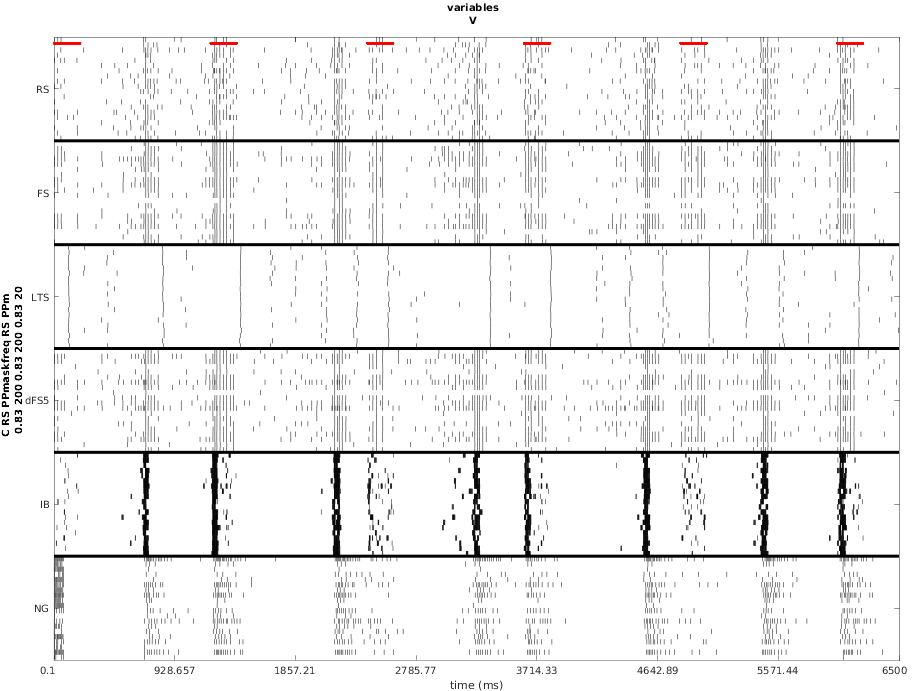 variables
V
RS
FS
LTS
dFS5
IB
NG
C RS PPmaskfreq RS PPm
0.83 200 0.83 200 0.83 20
0.1 928.657 1857.21 2785.77 3714.33 4642.89 5571.44 6500
time (ms)